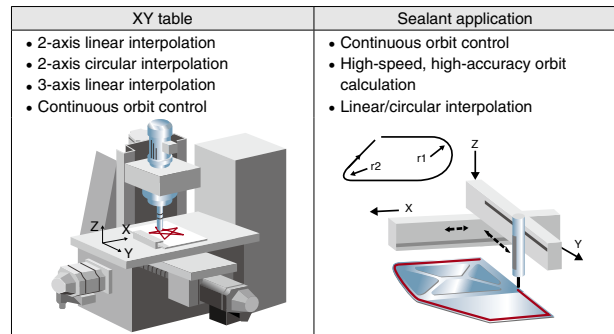 XY table
• 2-axis linear interpolation
• 2-axis circular interpolation
• 3-axis linear interpolation
• Continuous orbit control
Z
X
Y
Sealant application
• Continuous orbit control
• High-speed, high-accuracy orbit
calculation
• Linear/circular interpolation
r1
r2
Z
X
Y